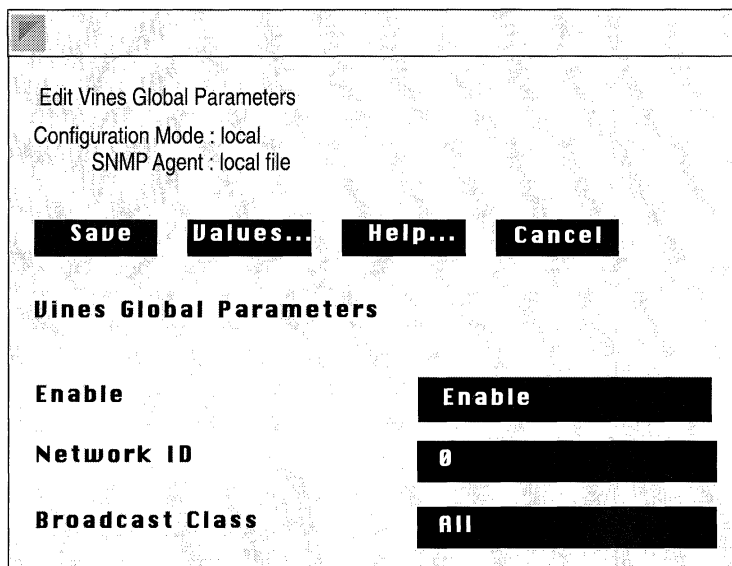 Edit Vines Global Parameters
Configuration Mode : local
SNMP Agent : local file
Save Values... Help... Cancel
Vines Global Parameters
Enable Enable
Network ID 0
Broadcast Class All